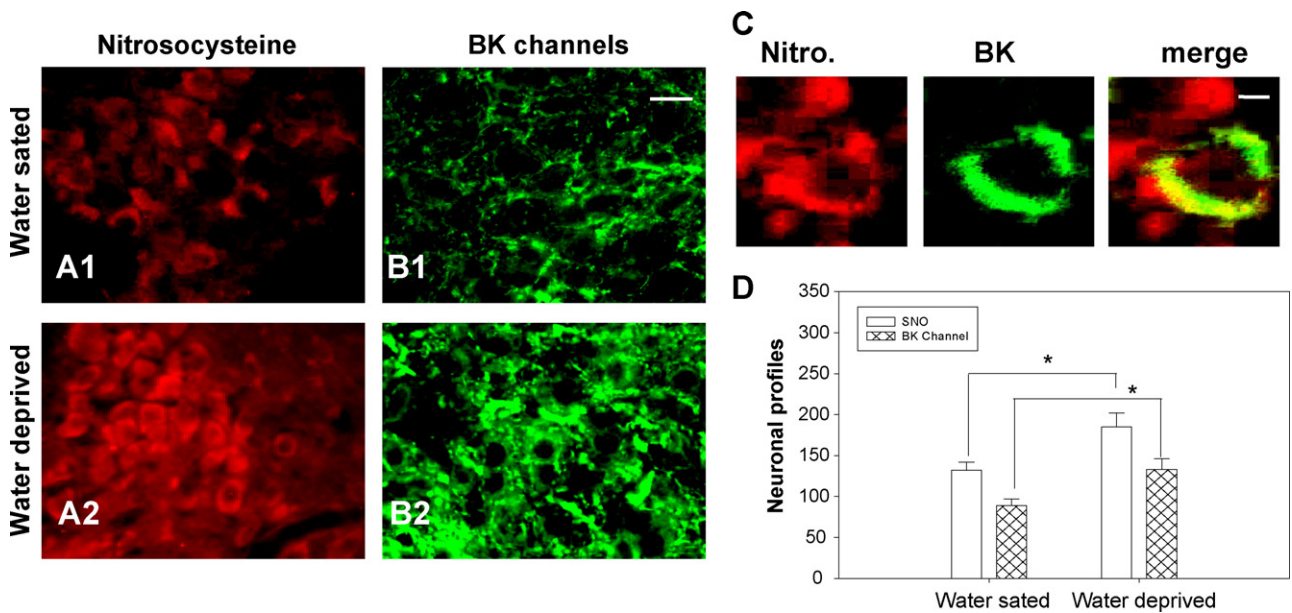 Nitrosocysteine
BK channels
Water sated
A1
B1
Water deprived
A2
B2
C
Nitro.
BK
merge
D
Neuronal profiles
350
300
250
200
150
100
50
0
SNO
BK Channel
*
*
Water sated
Water deprived